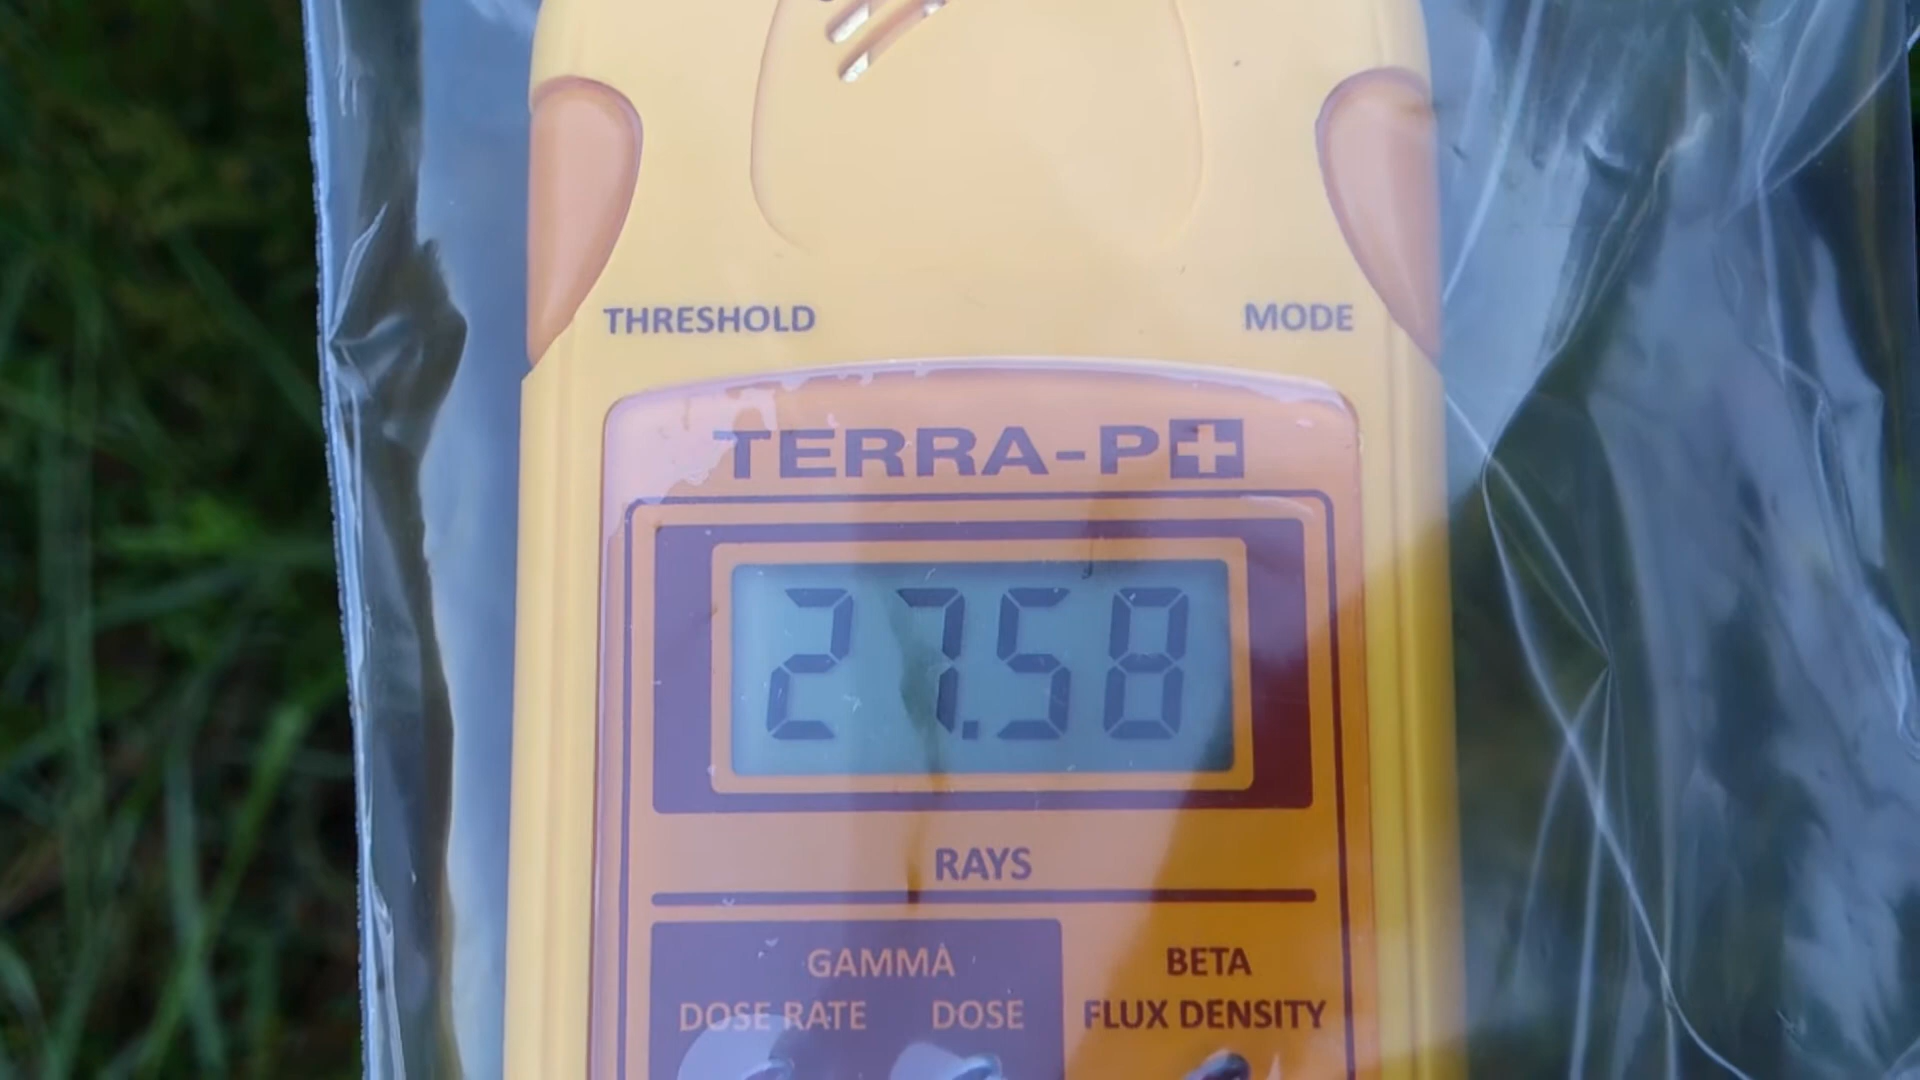 THRESHOLD MODE
TERRA-P+
27.58
RAYS
GAMMA
DOSE RATE DOSE
BETA
FLUX DENSITY